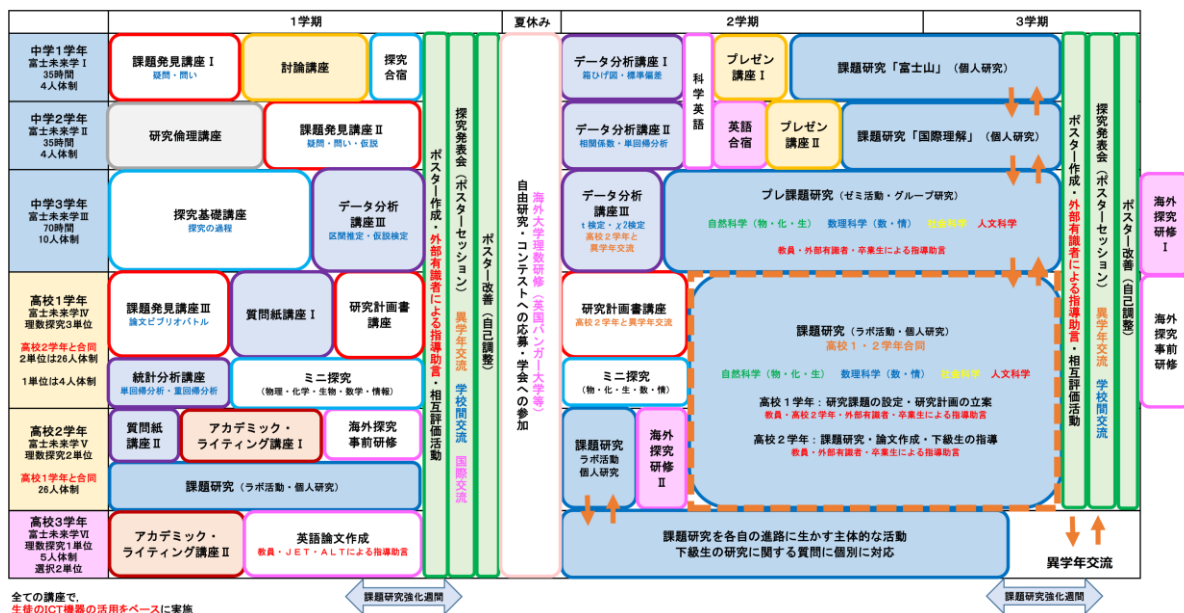 1学期
夏休み
2学期
3学期
中学1学年
富士未来学Ⅰ
35時間
4人体制
課題発見講座Ⅰ
疑問・問い
討論講座
探究
合宿
データ分析講座Ⅰ
箱ひげ図・標準偏差
科学英語
プレゼン
講座Ⅰ
課題研究「富士山」（個人研究）
中学2学年
富士未来学Ⅱ
35時間
4人体制
研究倫理講座
課題発見講座Ⅱ
疑問・問い・仮説
データ分析講座Ⅱ
相関係数・単回帰分析
英語
合宿
プレゼン
講座Ⅱ
課題研究「国際理解」（個人研究）
中学3学年
富士未来学Ⅲ
70時間
10人体制
探究基礎講座
探究の過程
データ分析
講座Ⅲ
区間推定・仮説検定
データ分析
講座Ⅲ
t検定・χ2検定
高校2学年と
異学年交流
プレ課題研究（ゼミ活動・グループ研究）
自然科学（物・化・生）　数理科学（数・情）　社会科学　人文科学
教員・外部有識者・卒業生による指導助言
高校1学年
富士未来学Ⅳ
理数探究3単位
高校2学年と合同
2単位は26人体制
1単位は4人体制
課題発見講座Ⅲ
論文ビブリオバトル
質問紙講座Ⅰ
研究計画書
講座
統計分析講座
単回帰分析・重回帰分析
ミニ探究
（物理・化学・生物・数学・情報）
研究計画書講座
高校2学年と異学年交流
ミニ探究
（物・化・生・数・情）
課題研究（ラボ活動・個人研究）
高校1・2学年合同
自然科学（物・化・生）　数理科学（数・情）　社会科学　人文科学
高校1学年：研究課題の設定・研究計画の立案
教員・高校2学年・外部有識者・卒業生による指導助言
高校2学年：課題研究・論文作成・下級生の指導
教員・外部有識者・卒業生による指導助言
高校2学年
富士未来学Ⅴ
理数探究2単位
高校1学年と合同
26人体制
質問紙
講座Ⅱ
アカデミック・
ライティング講座Ⅰ
海外探究
事前研修
課題研究（ラボ活動・個人研究）
課題研究
ラボ活動
個人研究
海外
探究
研修
Ⅱ
高校3学年
富士未来学Ⅵ
理数探究1単位
5人体制
選択2単位
アカデミック・
ライティング講座Ⅱ
英語論文作成
教員・JET・ALTによる指導助言
課題研究を各自の進路に生かす主体的な活動
下級生の研究に関する質問に個別に対応
ポスター作成・外部有識者による指導助言・相互評価活動
探究発表会（ポスターセッション）　異学年交流　学校間交流　国際交流
ポスター改善（自己調整）
海外大学理数研修（英国バンガー大学等）
自由研究・コンテストへの応募・学会への参加
ポスター作成・外部有識者による指導助言・相互評価活動
探究発表会（ポスターセッション）　異学年交流　学校間交流
ポスター改善（自己調整）
海外
探究
研修
Ⅰ
海外
探究
事前
研修
異学年交流
全ての講座で、
生徒のICT機器の活用をベースに実施
課題研究強化週間
課題研究強化週間